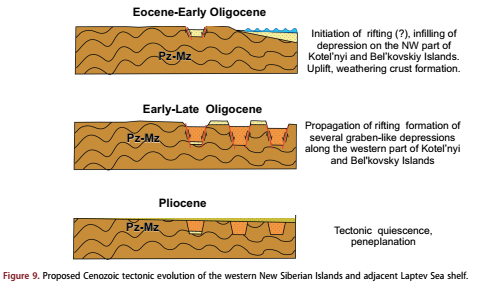 Eocene-Early Oligocene
Pz-Mz
Initiation of rifting (?), infilling of
depression on the NW part of
Kotel'nyi and Bel'kovskiy Islands.
Uplift, weathering crust formation.
Early-Late Oligocene
Pz-Mz
Propagation of rifting formation of
several graben-like depressions
along the western part of Kotel'nyi
and Bel'kovsky Islands
Pliocene
Pz-Mz
Tectonic quiescence,
peneplanation
Figure 9. Proposed Cenozoic tectonic evolution of the western New Siberian Islands and adjacent Laptev Sea shelf.